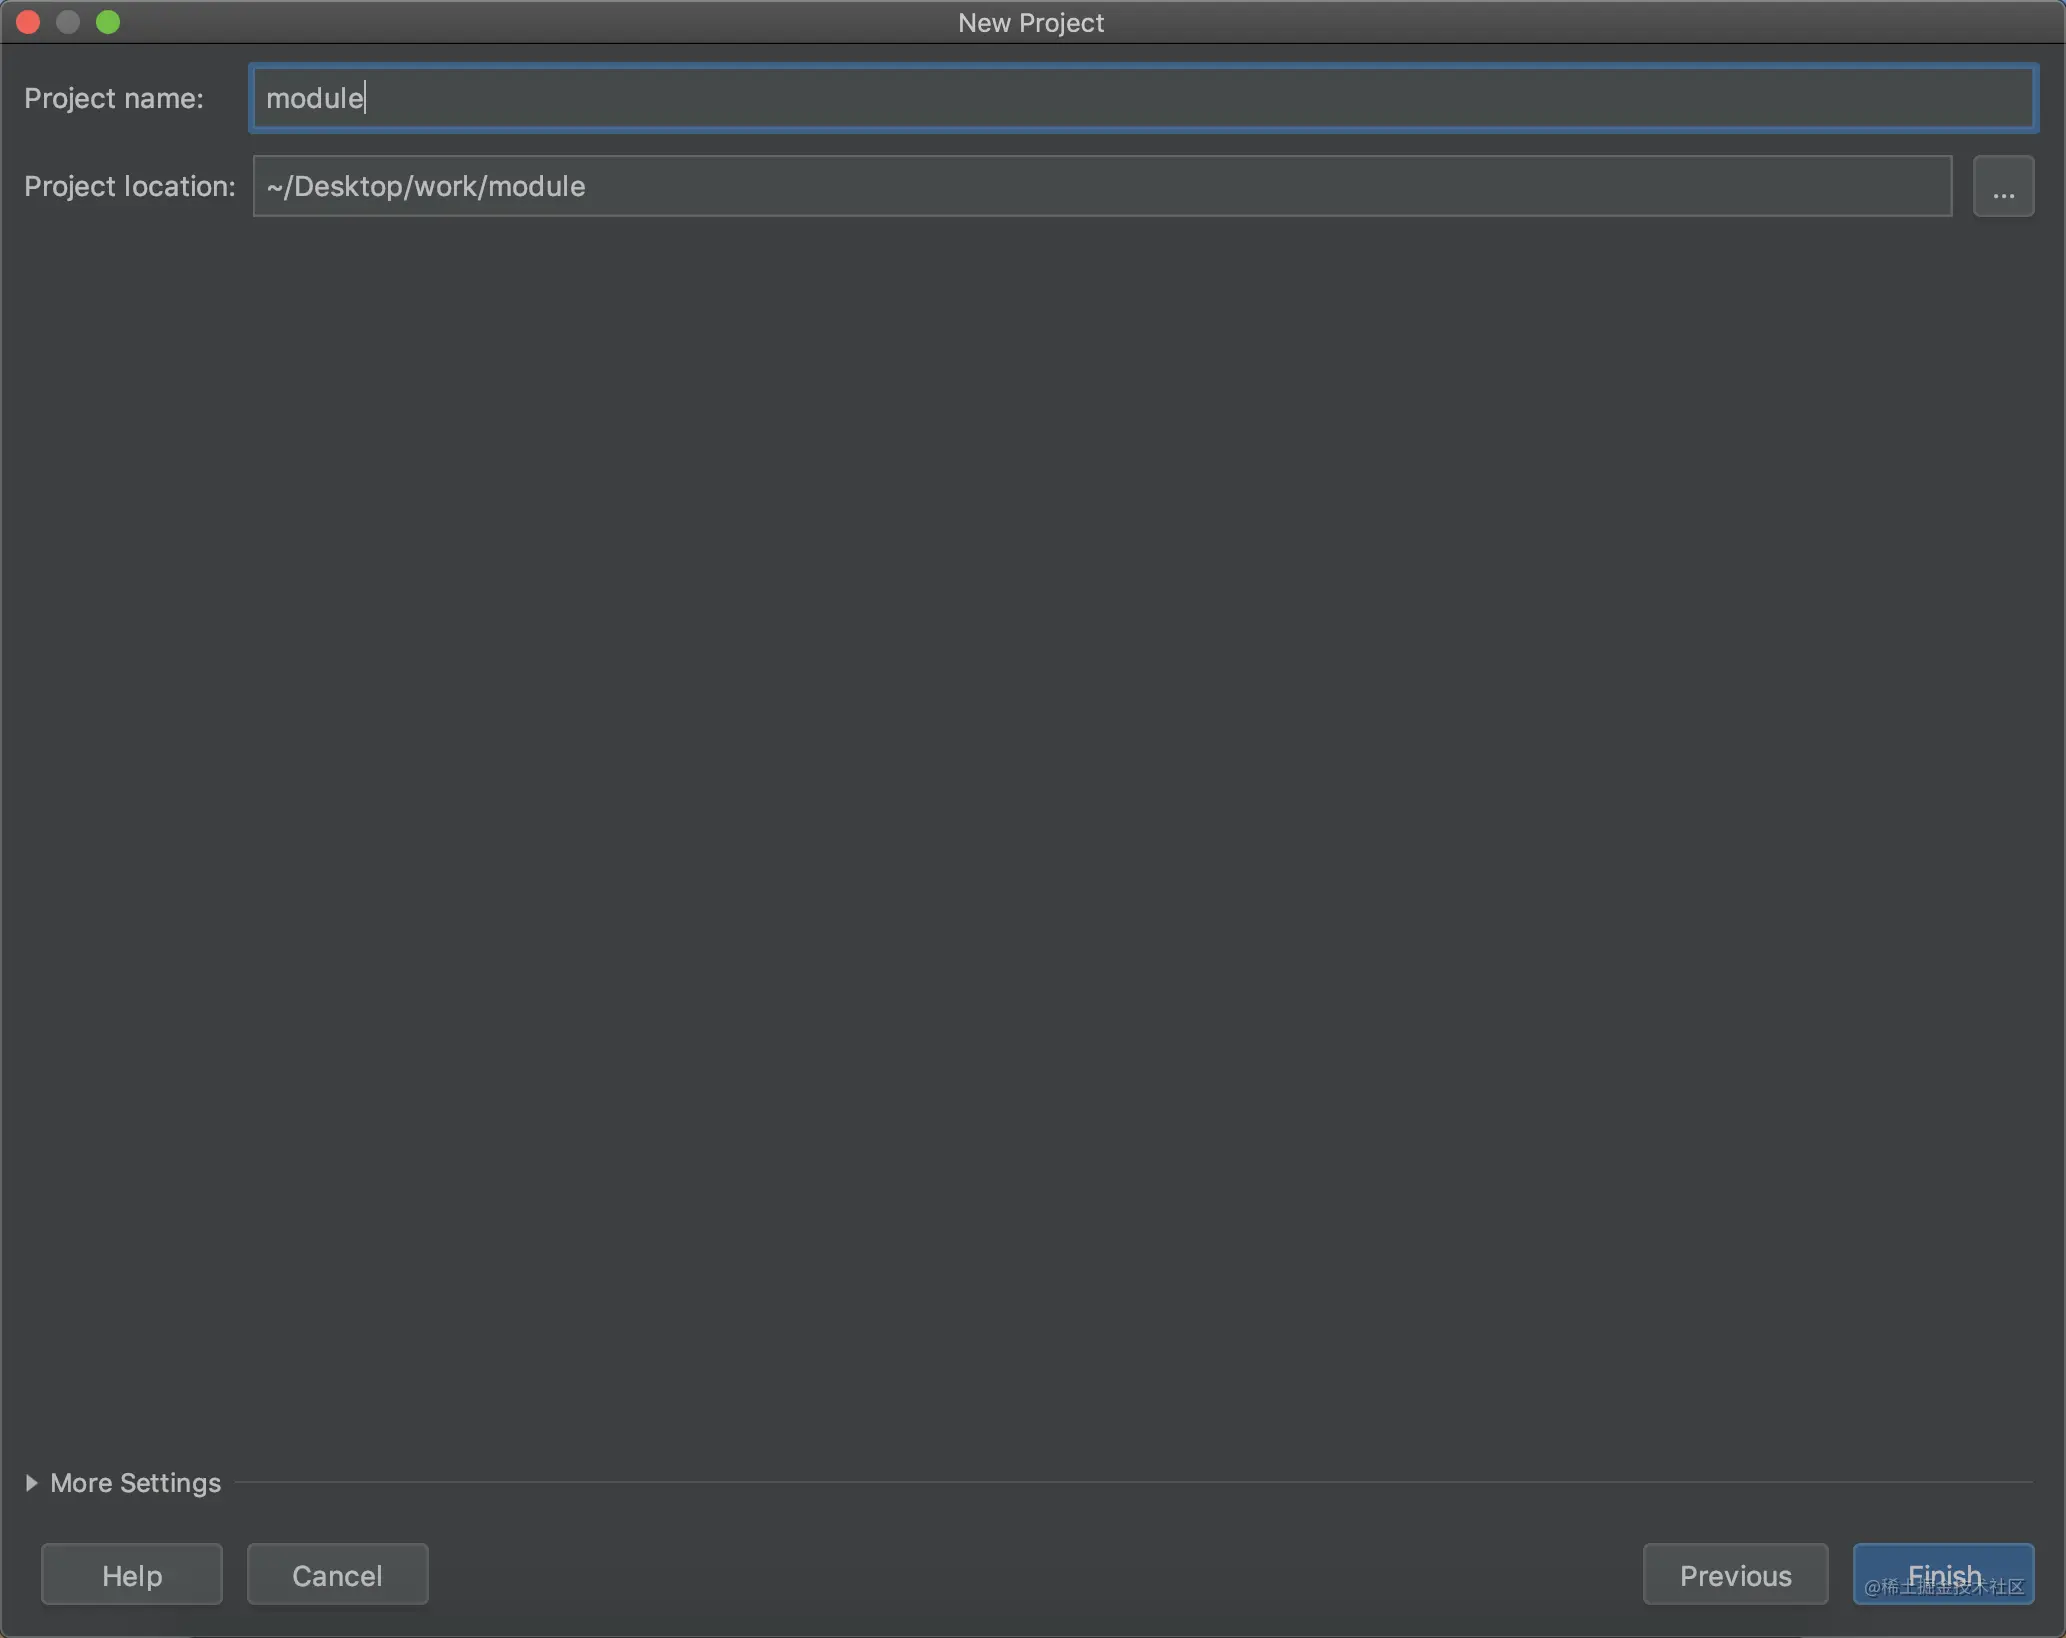 New Project
Project name: module
Project location: ~/Desktop/work/module ...
More Settings
Help Cancel Previous Finish
@稀土掘金技术社区